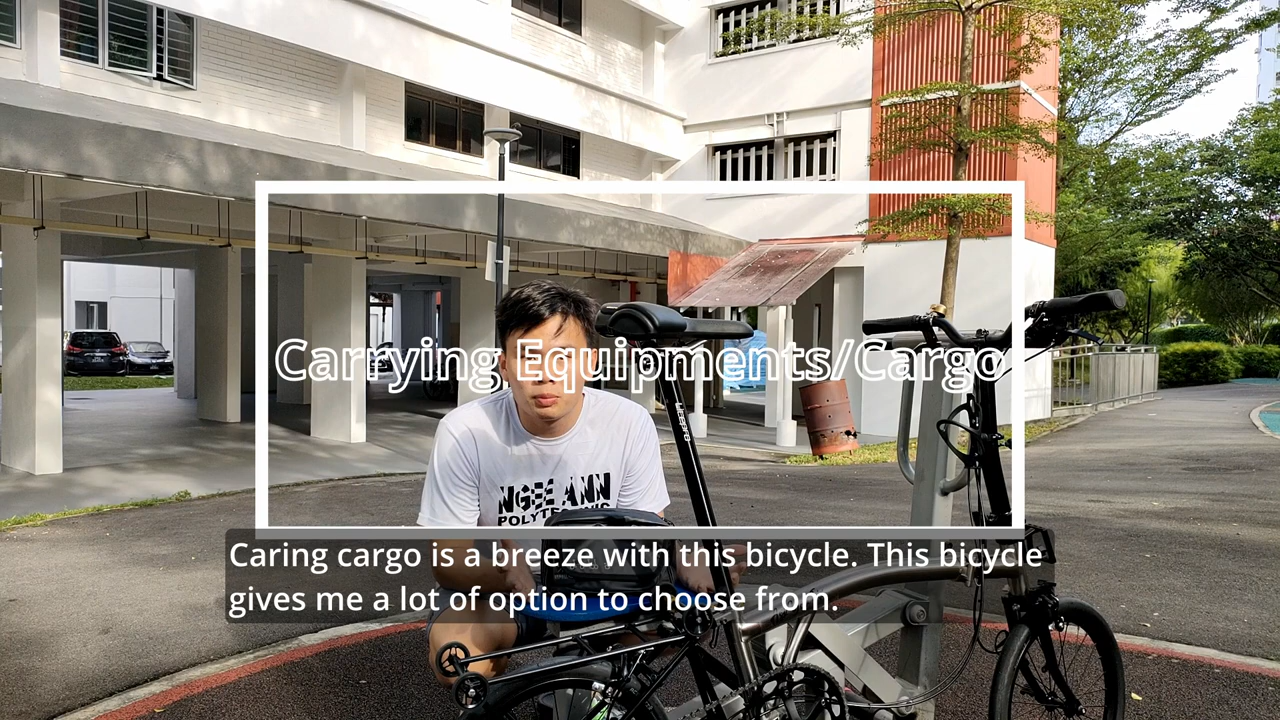 Carrying Equipments/Cargo
Litepro
NGEE ANN
POLYTECHNIC
Caring cargo is a breeze with this bicycle. This bicycle
gives me a lot of option to choose from.